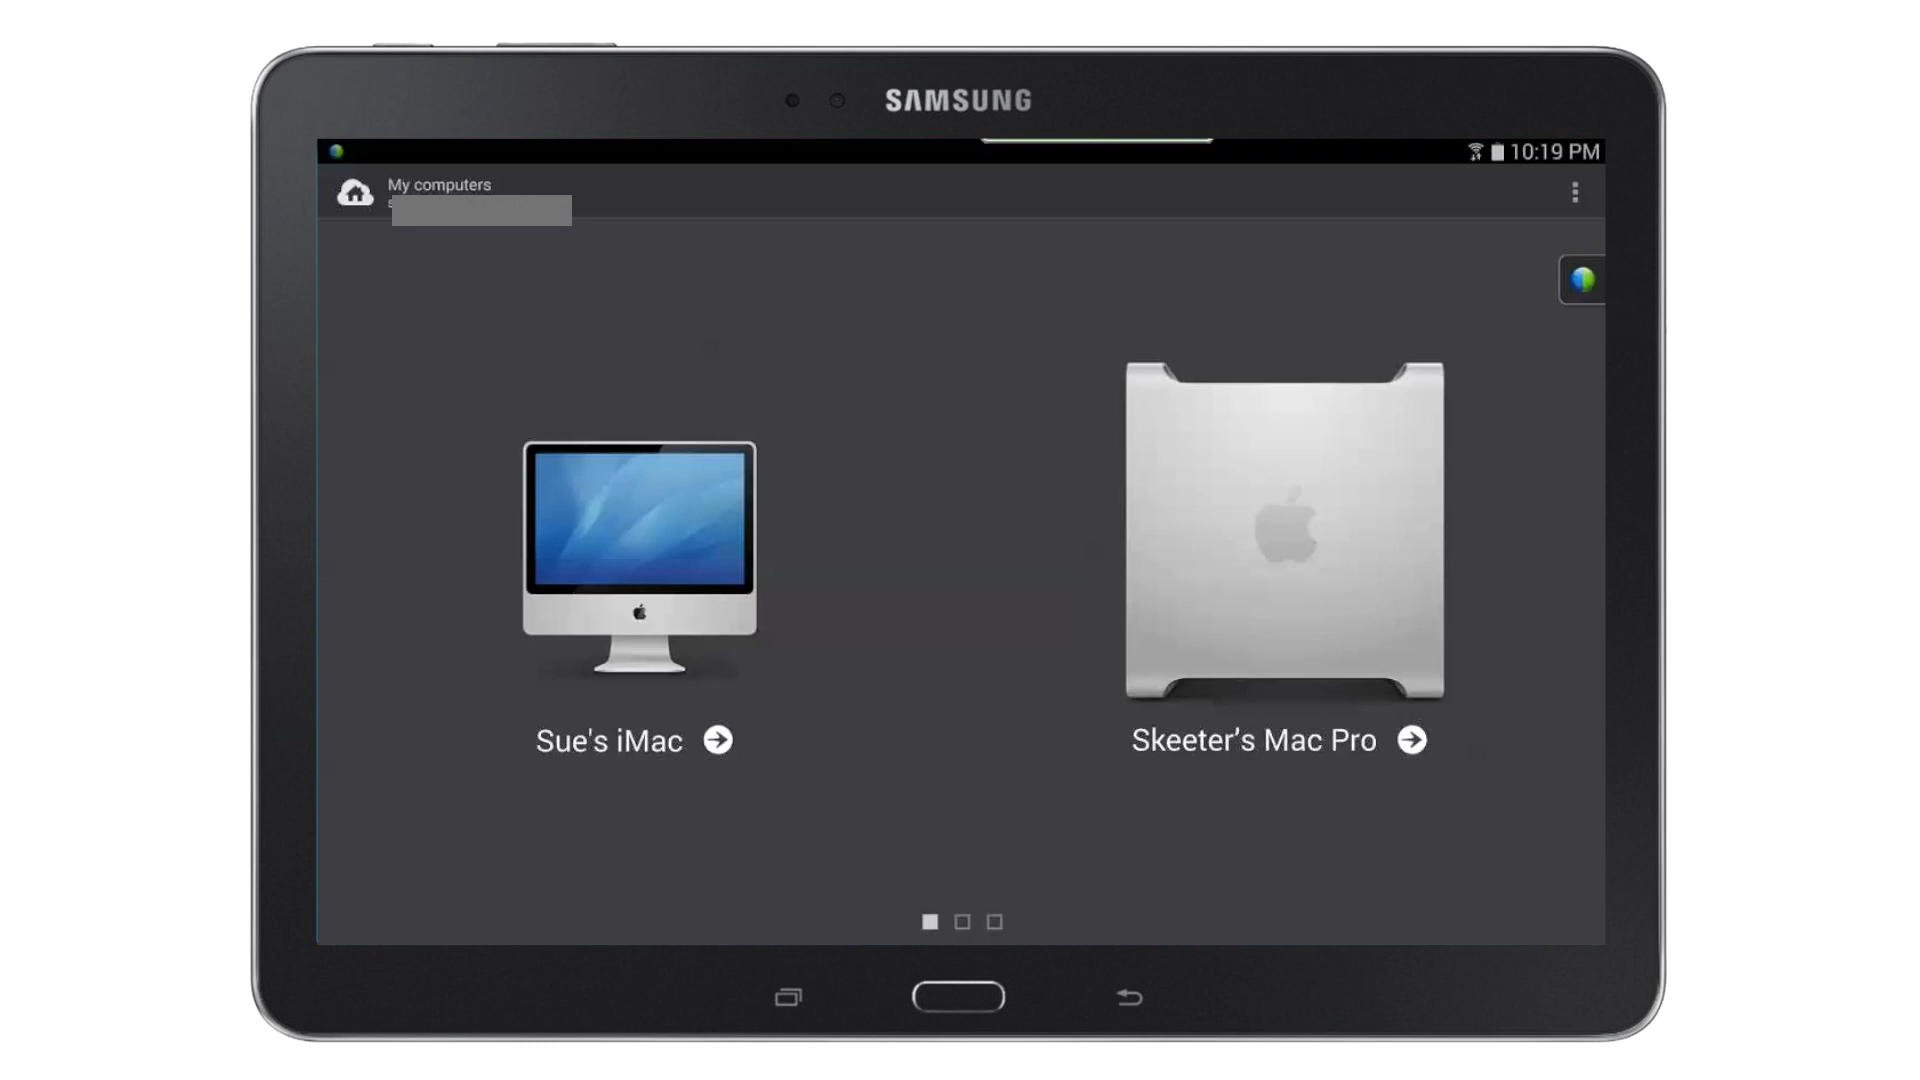 SAMSUNG
10:19 PM
My computers
Sue's iMac
Skeeter's Mac Pro